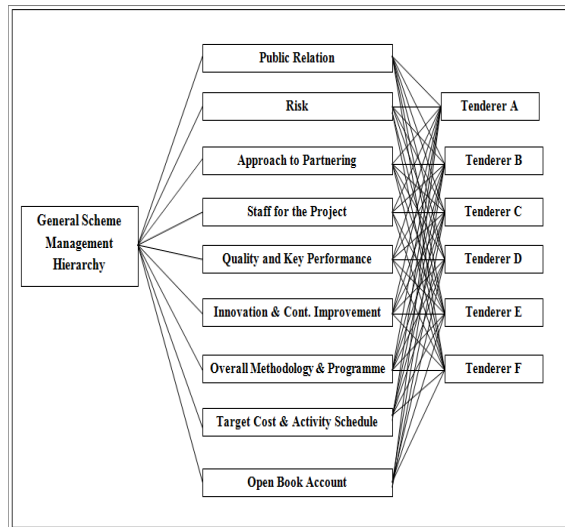 General Scheme
Management
Hierarchy
Public Relation
Risk
Approach to Partnering
Staff for the Project
Quality and Key Performance
Innovation & Cont. Improvement
Overall Methodology & Programme
Target Cost & Activity Schedule
Open Book Account
Tenderer A
Tenderer B
Tenderer C
Tenderer D
Tenderer E
Tenderer F